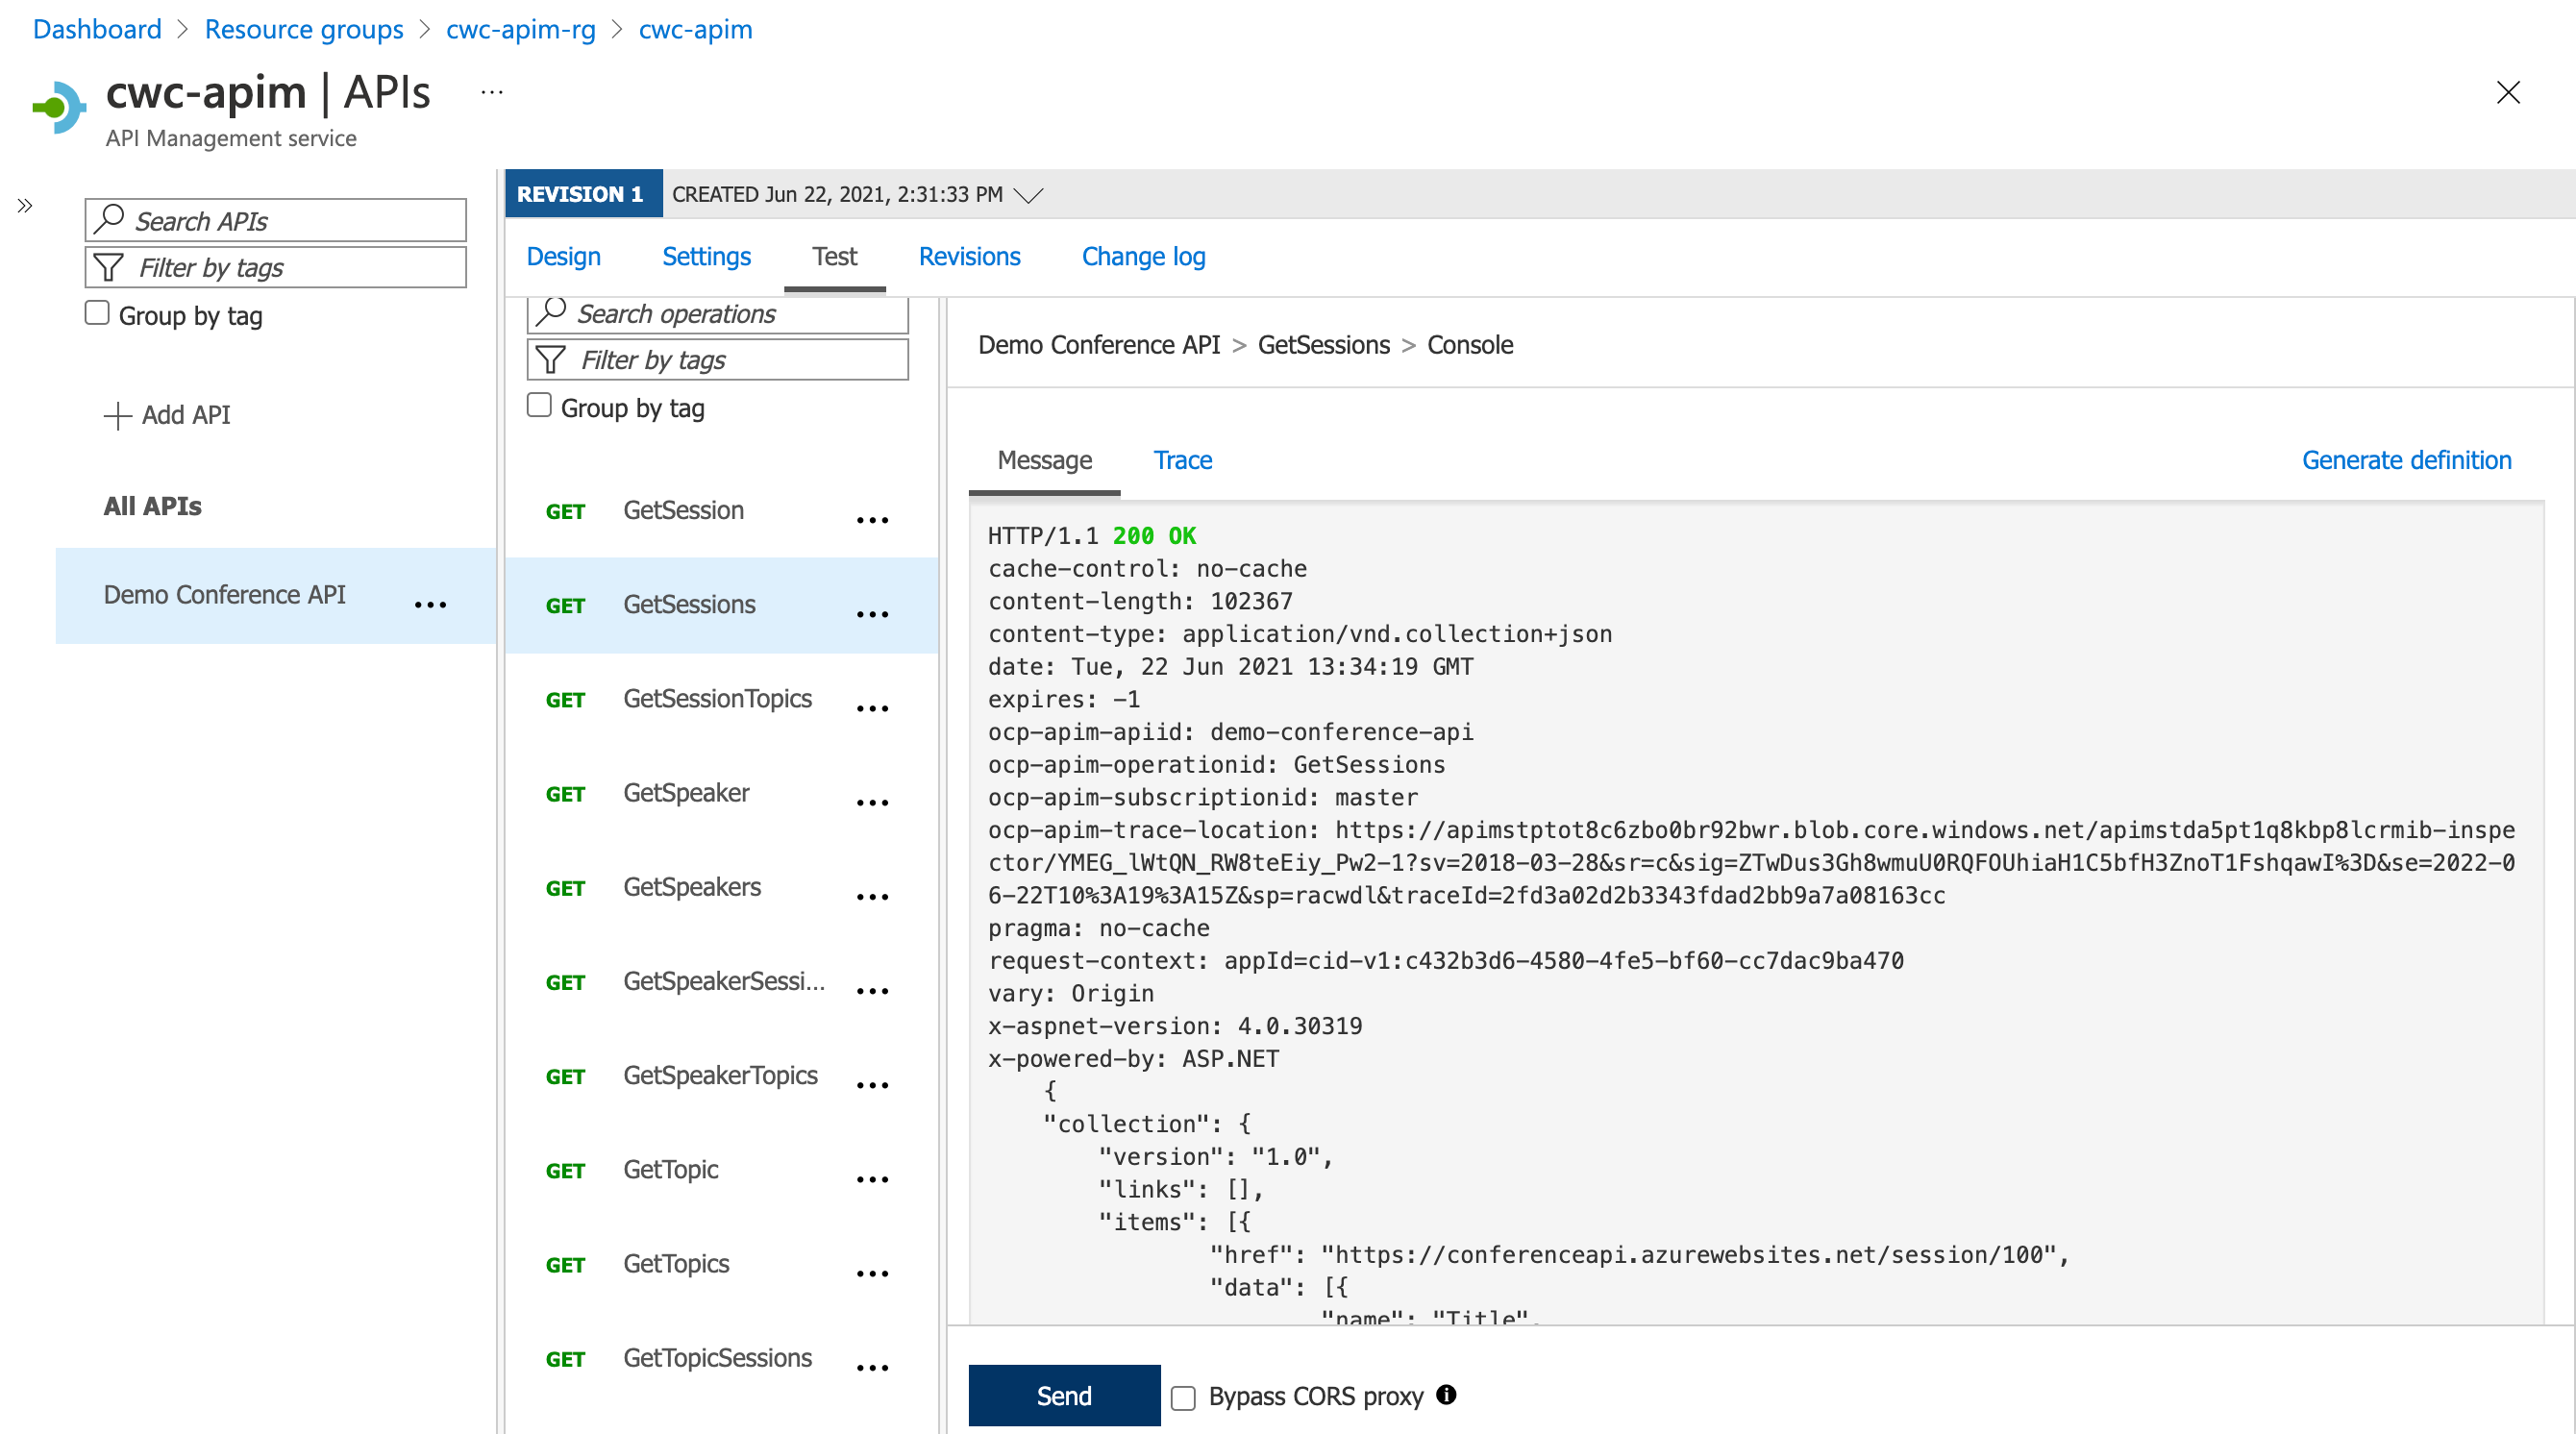 Dashboard > Resource groups > cwc-apim-rg > cwc-apim
cwc-apim | APIs ...
API Management service
Search APIs
Filter by tags
Group by tag
+ Add API
All APIs
Demo Conference API ...
REVISION 1 CREATED Jun 22, 2021, 2:31:33 PM
Design Settings Test Revisions Change log
Search operations
Filter by tags
Group by tag
GET GetSession ...
GET GetSessions ...
GET GetSessionTopics ...
GET GetSpeaker ...
GET GetSpeakers ...
GET GetSpeakerSessi... ...
GET GetSpeakerTopics ...
GET GetTopic ...
GET GetTopics ...
GET GetTopicSessions ...
Demo Conference API > GetSessions > Console
Message Trace Generate definition
HTTP/1.1 200 OK
cache-control: no-cache
content-length: 102367
content-type: application/vnd.collection+json
date: Tue, 22 Jun 2021 13:34:19 GMT
expires: -1
ocp-apim-apiid: demo-conference-api
ocp-apim-operationid: GetSessions
ocp-apim-subscriptionid: master
ocp-apim-trace-location: https://apimstptot8c6zbo0br92bwr.blob.core.windows.net/apimstda5pt1q8kbp8lcrmib-inspe
ctor/YMEG_lWtQN_RW8teEiy_Pw2-1?sv=2018-03-28&sr=c&sig=ZTwDus3Gh8wmuU0RQFOUhiaH1C5bfH3ZnoT1FshqawI%3D&se=2022-0
6-22T10%3A19%3A15Z&sp=racwdl&traceId=2fd3a02d2b3343fdad2bb9a7a08163cc
pragma: no-cache
request-context: appId=cid-v1:c432b3d6-4580-4fe5-bf60-cc7dac9ba470
vary: Origin
x-aspnet-version: 4.0.30319
x-powered-by: ASP.NET
{
"collection": {
"version": "1.0",
"links": [],
"items": [{
"href": "https://conferenceapi.azurewebsites.net/session/100",
"data": [{
"name": "Title",
Send Bypass CORS proxy